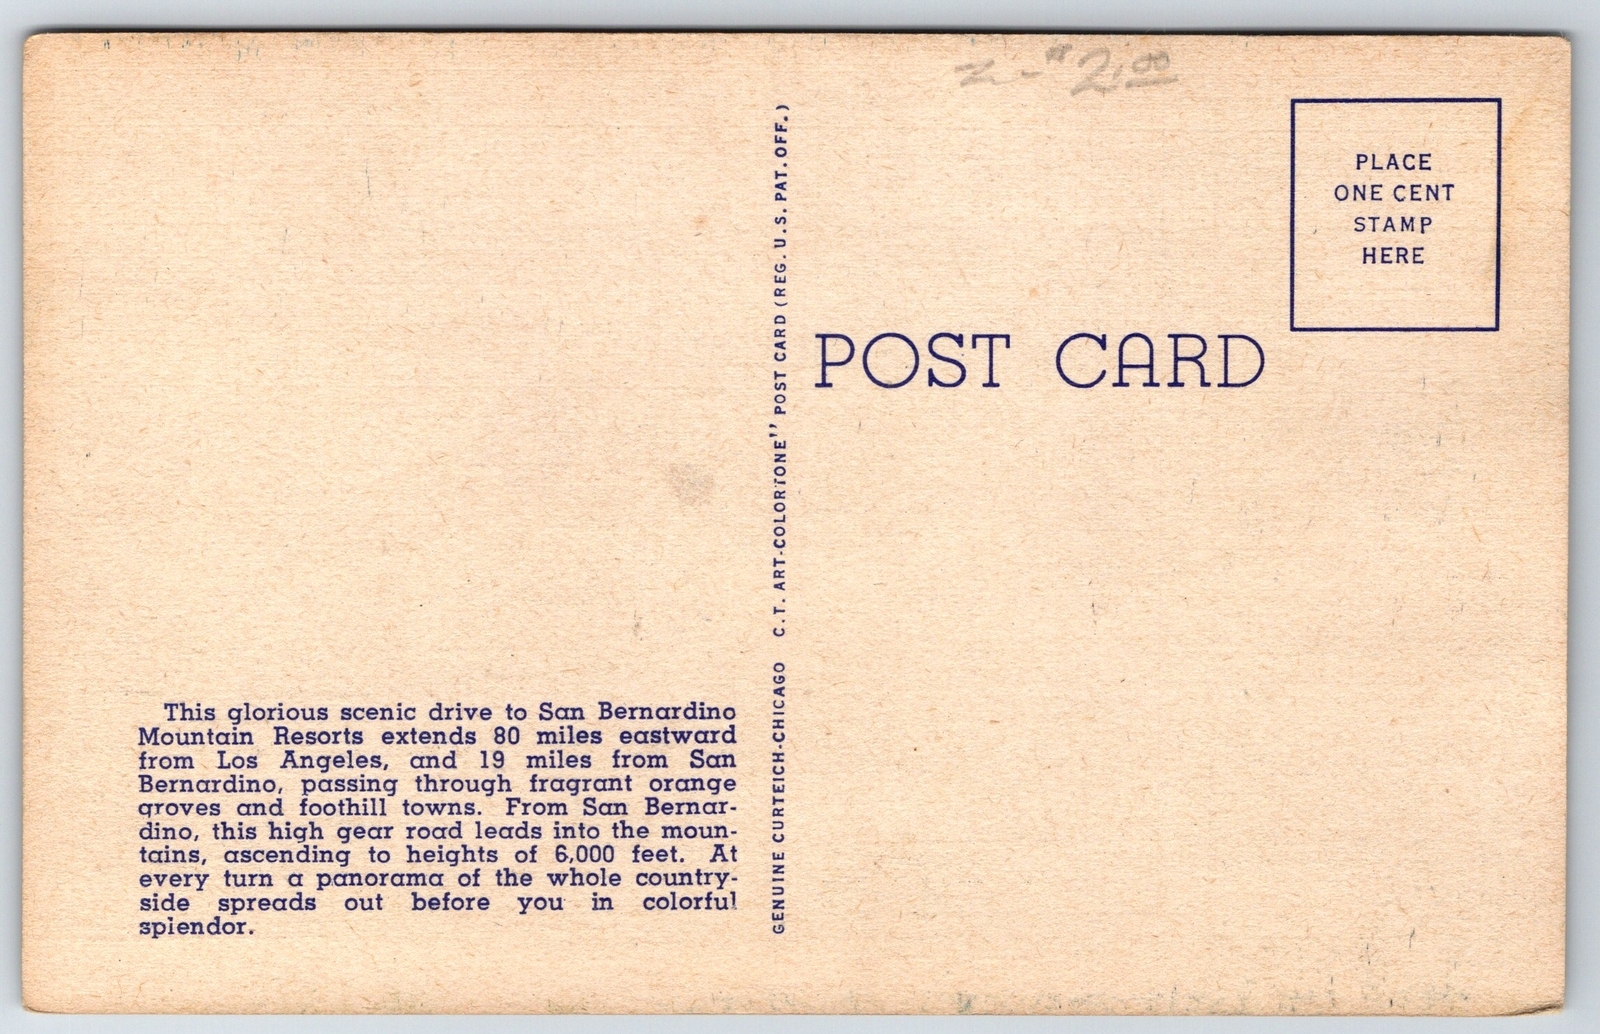 z - $2.00
PLACE
ONE CENT
STAMP
HERE
POST CARD
GENUINE CURTEICH-CHICAGO C.T. ART-COLORTONE" POST CARD (REG. U.S. PAT. OFF.)
This glorious scenic drive to San Bernardino
Mountain Resorts extends 80 miles eastward
from Los Angeles, and 19 miles from San
Bernardino, passing through fragrant orange
groves and foothill towns. From San Bernar-
dino, this high gear road leads into the moun-
tains, ascending to heights of 6,000 feet. At
every turn a panorama of the whole country-
side spreads out before you in colorful
splendor.